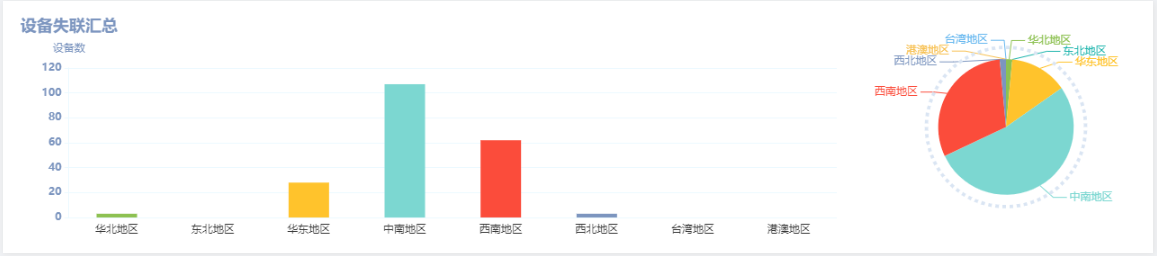 设备失联汇总
设备数
120
100
80
60
40
20
0
华北地区
东北地区
华东地区
中南地区
西南地区
西北地区
台湾地区
港澳地区
台湾地区
华北地区
港澳地区
东北地区
西北地区
华东地区
西南地区
中南地区